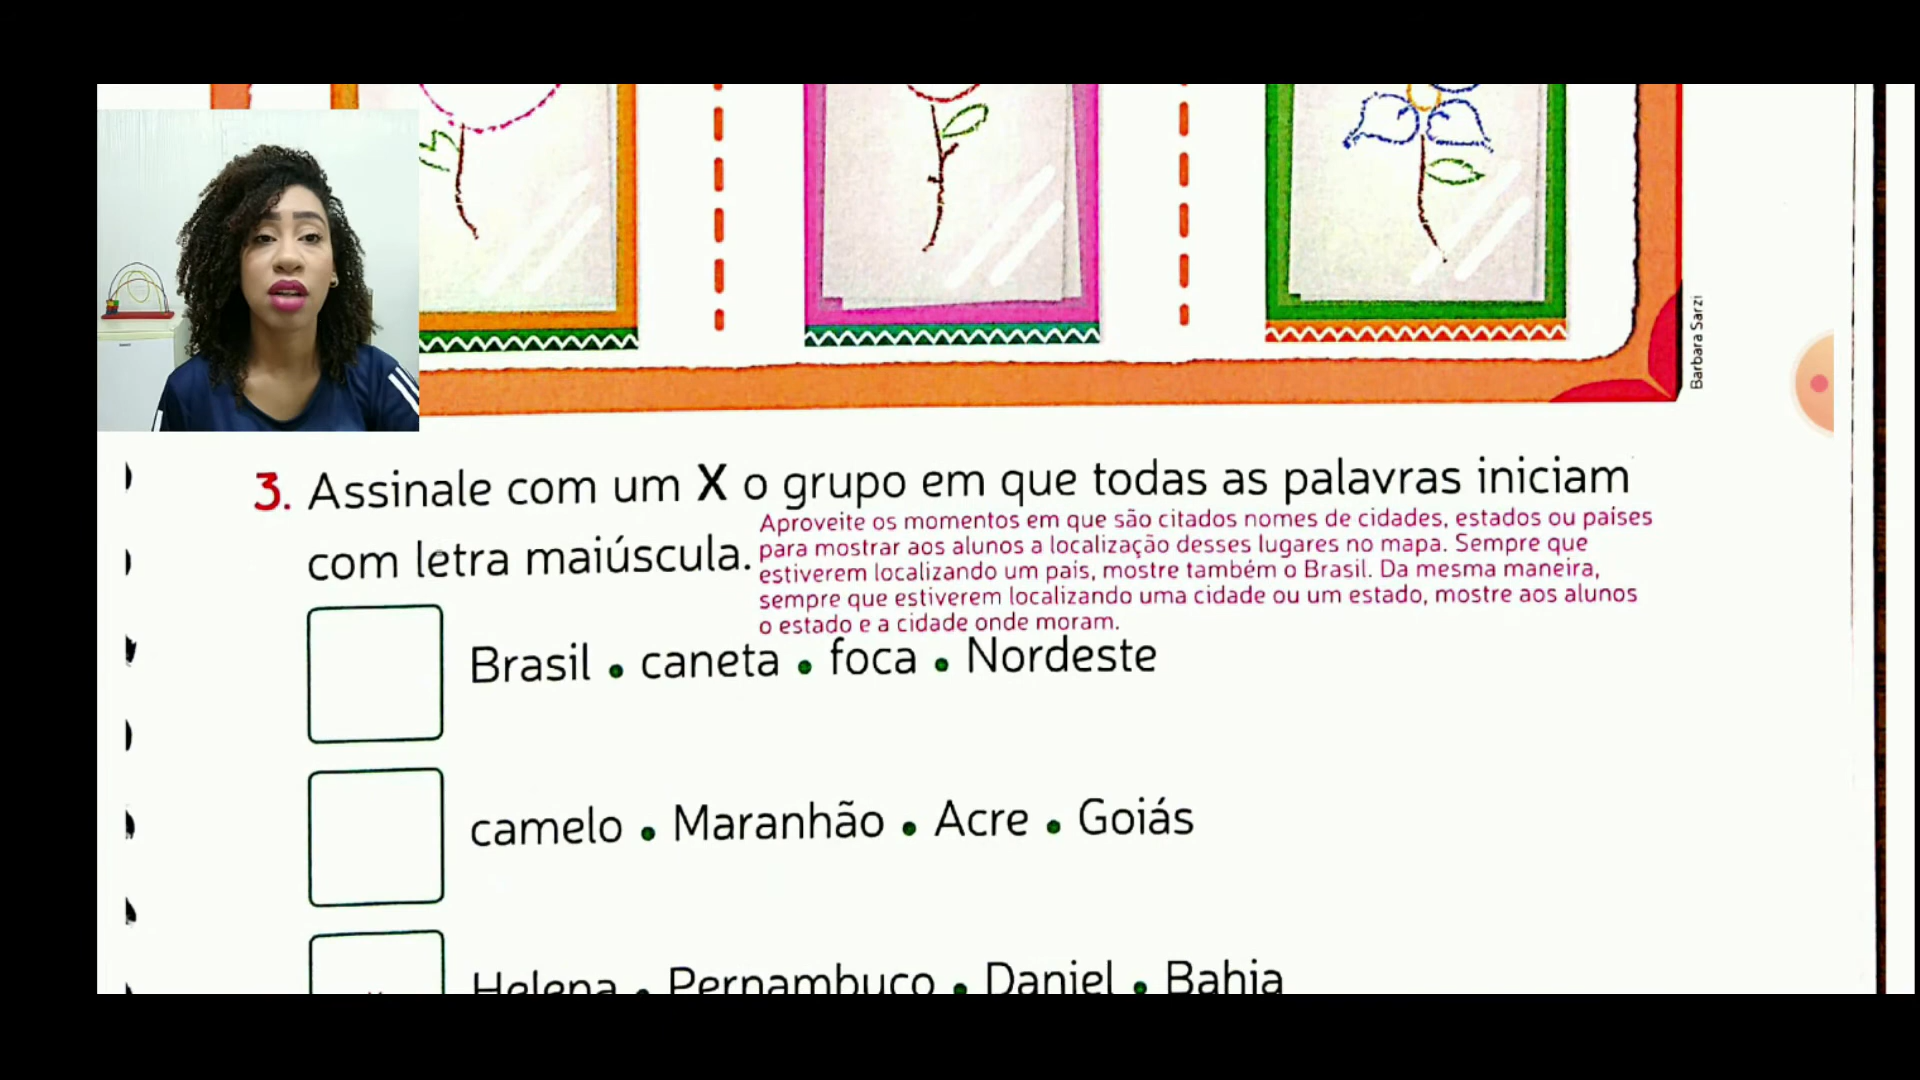 Barbara Sarzi
3. Assinale com um X o grupo em que todas as palavras iniciam
com letra maiúscula.
Aproveite os momentos em que são citados nomes de cidades, estados ou países
para mostrar aos alunos a localização desses lugares no mapa. Sempre que
estiverem localizando um país, mostre também o Brasil. Da mesma maneira,
sempre que estiverem localizando uma cidade ou um estado, mostre aos alunos
o estado e a cidade onde moram.
Brasil • caneta • foca • Nordeste
camelo • Maranhão • Acre • Goiás
Helena • Pernambuco • Daniel • Bahia